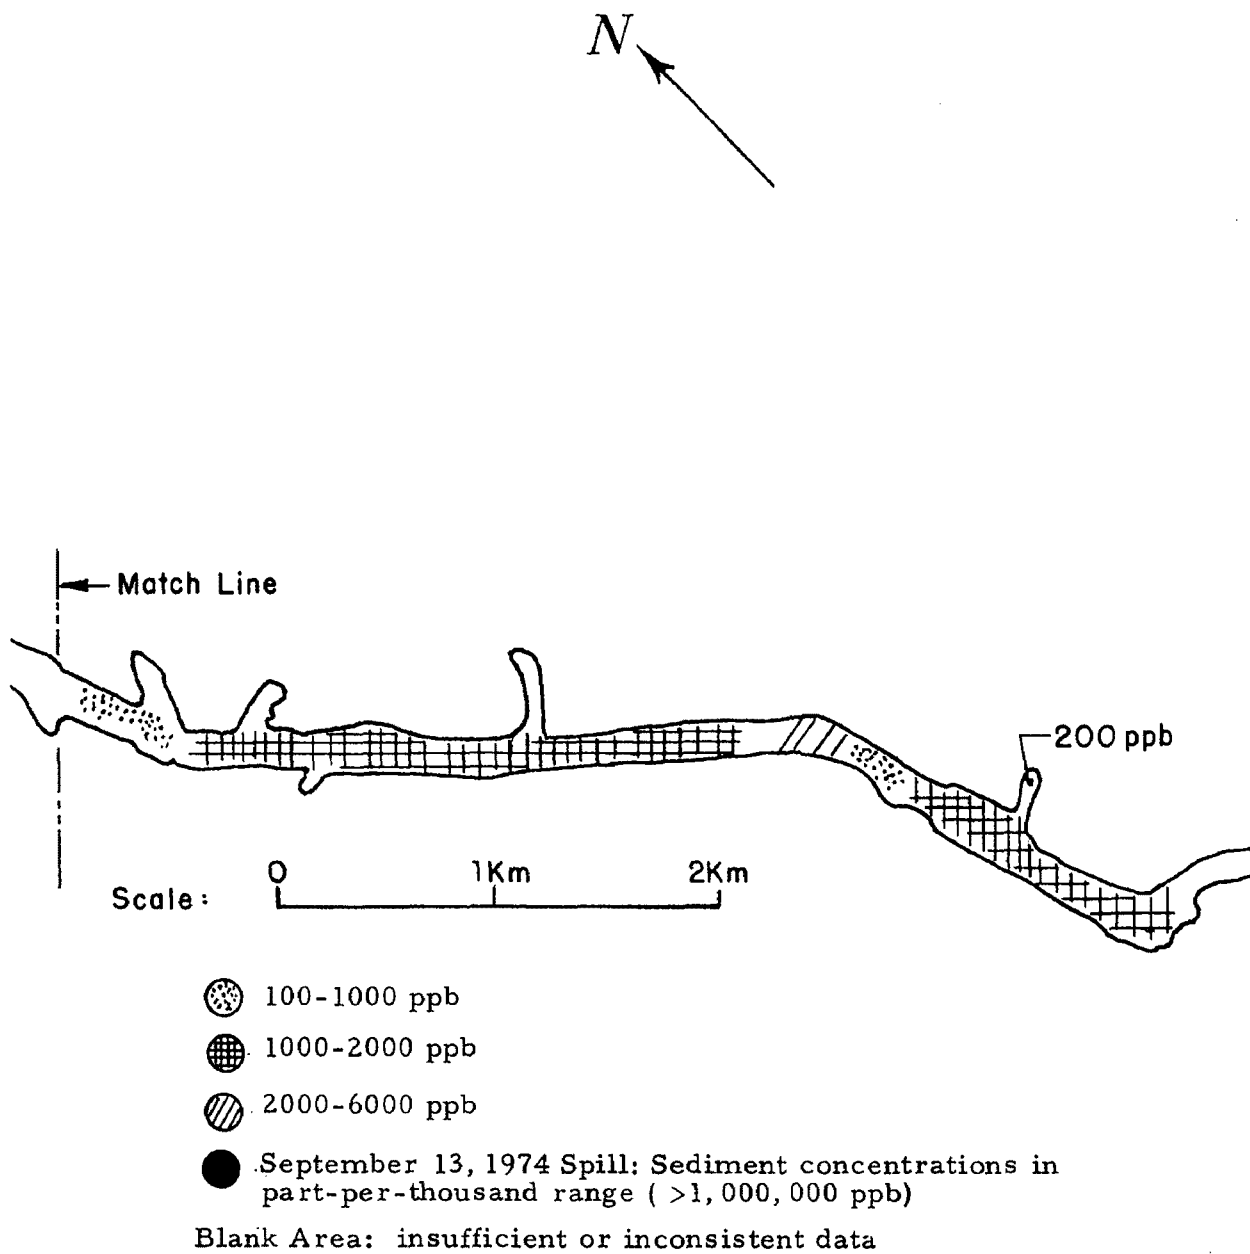 N
Match Line
200 ppb
0 1Km 2Km
Scale:
100-1000 ppb
1000-2000 ppb
2000-6000 ppb
September 13, 1974 Spill: Sediment concentrations in
part-per-thousand range ( >1,000,000 ppb)
Blank Area: insufficient or inconsistent data